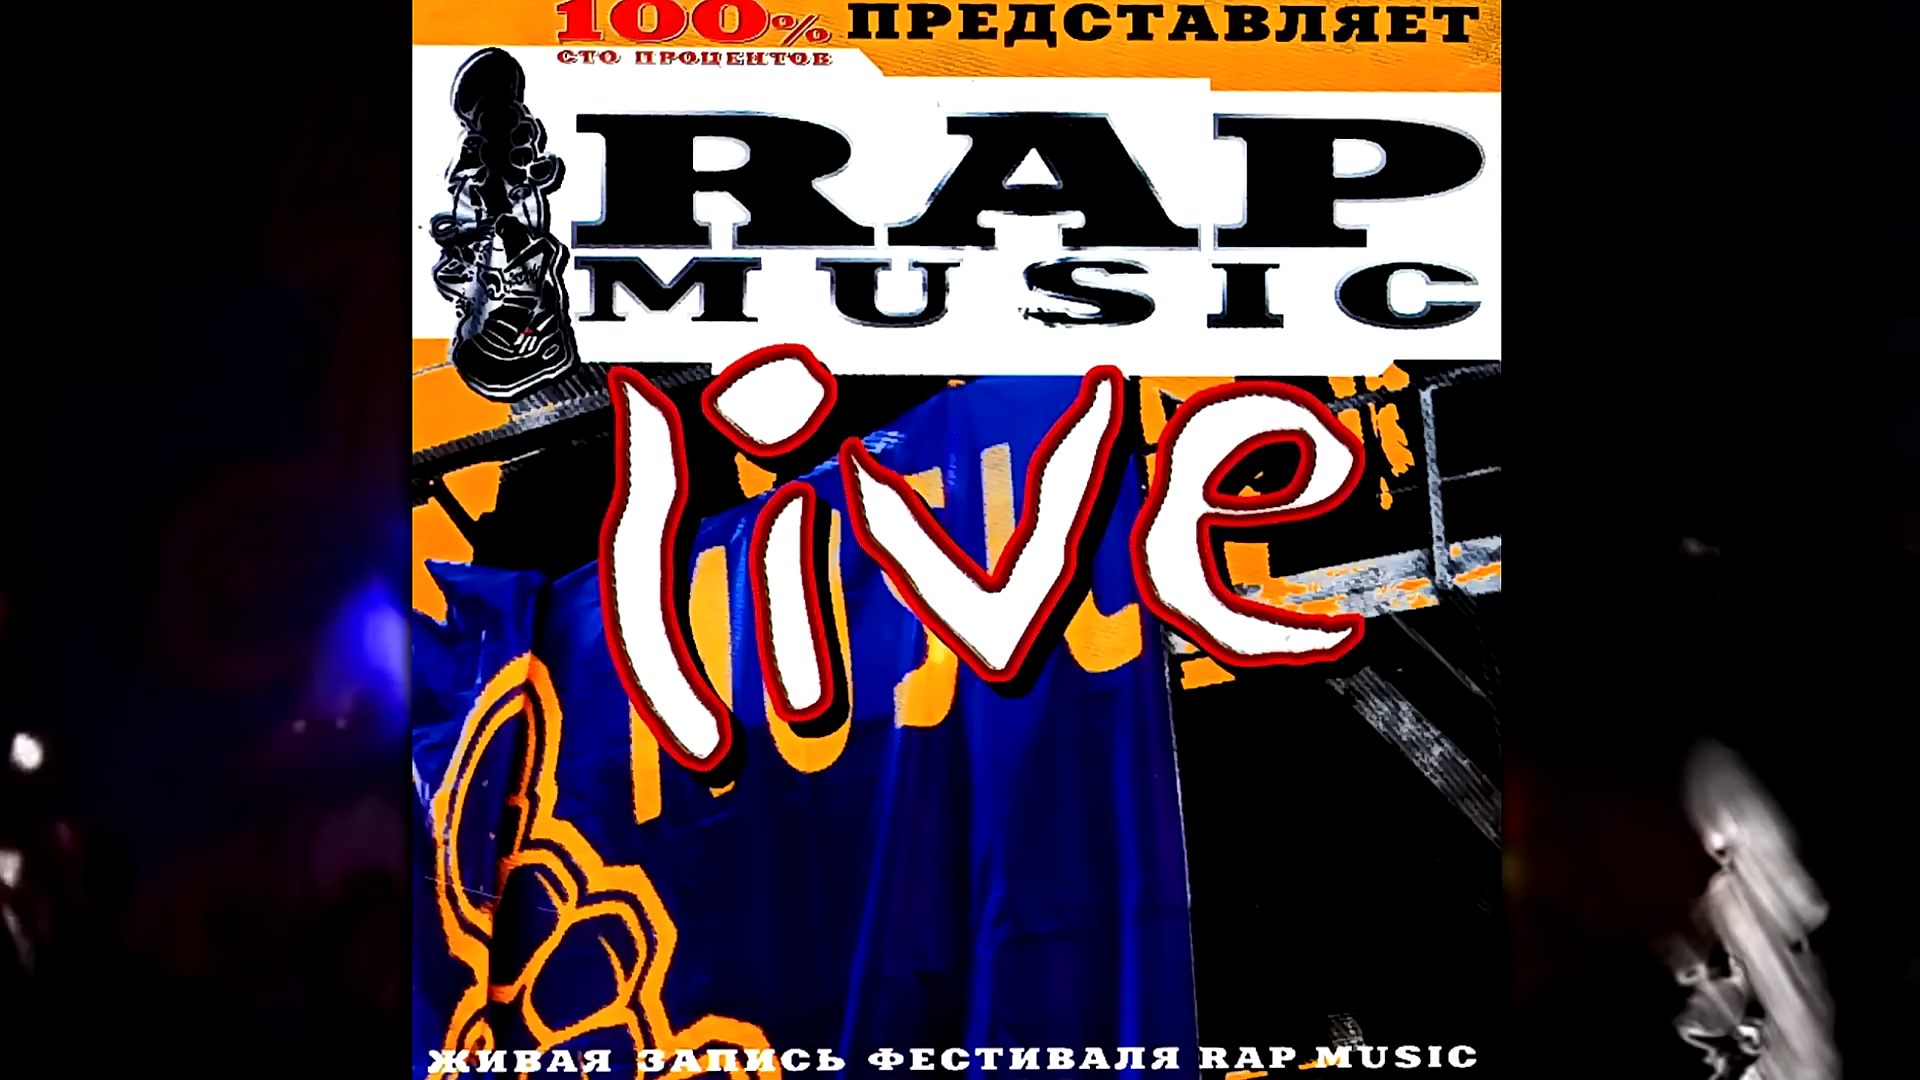 100% ПРЕДСТАВЛЯЕТ
СТО ПРОЦЕНТОВ
RAP
MUSIC
live
ЖИВАЯ ЗАПИСЬ ФЕСТИВАЛЯ RAP MUSIC